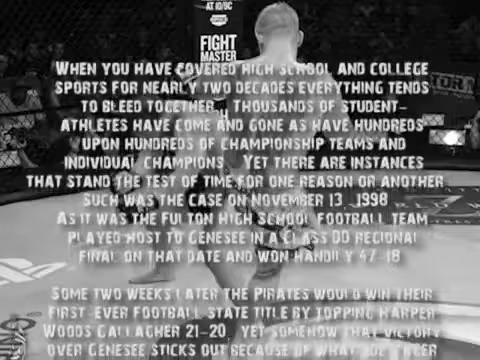 AT 10/9C
FIGHT
MASTER
WHEN YOU HAVE COVERED HIGH SCHOOL AND COLLEGE
SPORTS FOR NEARLY TWO DECADES EVERYTHING TENDS
TO BLEED TOGETHER. THOUSANDS OF STUDENT-
ATHLETES HAVE COME AND GONE AS HAVE HUNDREDS
UPON HUNDREDS OF CHAMPIONSHIP TEAMS AND
INDIVIDUAL CHAMPIONS. YET THERE ARE INSTANCES
THAT STAND THE TEST OF TIME FOR ONE REASON OR ANOTHER
SUCH WAS THE CASE ON NOVEMBER 13, 1998
AS IT WAS THE FULTON HIGH SCHOOL FOOTBALL TEAM
PLAYED HOST TO GENESEE IN A CLASS DD REGIONAL
FINAL ON THAT DATE AND WON HANDILY 47-18
SOME TWO WEEKS LATER THE PIRATES WOULD WIN THEIR
FIRST-EVER FOOTBALL STATE TITLE BY TOPPING HARPER
WOODS GALLAGHER 21-20, YET SOMEHOW THAT VICTORY
OVER GENESEE STICKS OUT BECAUSE OF WHAT